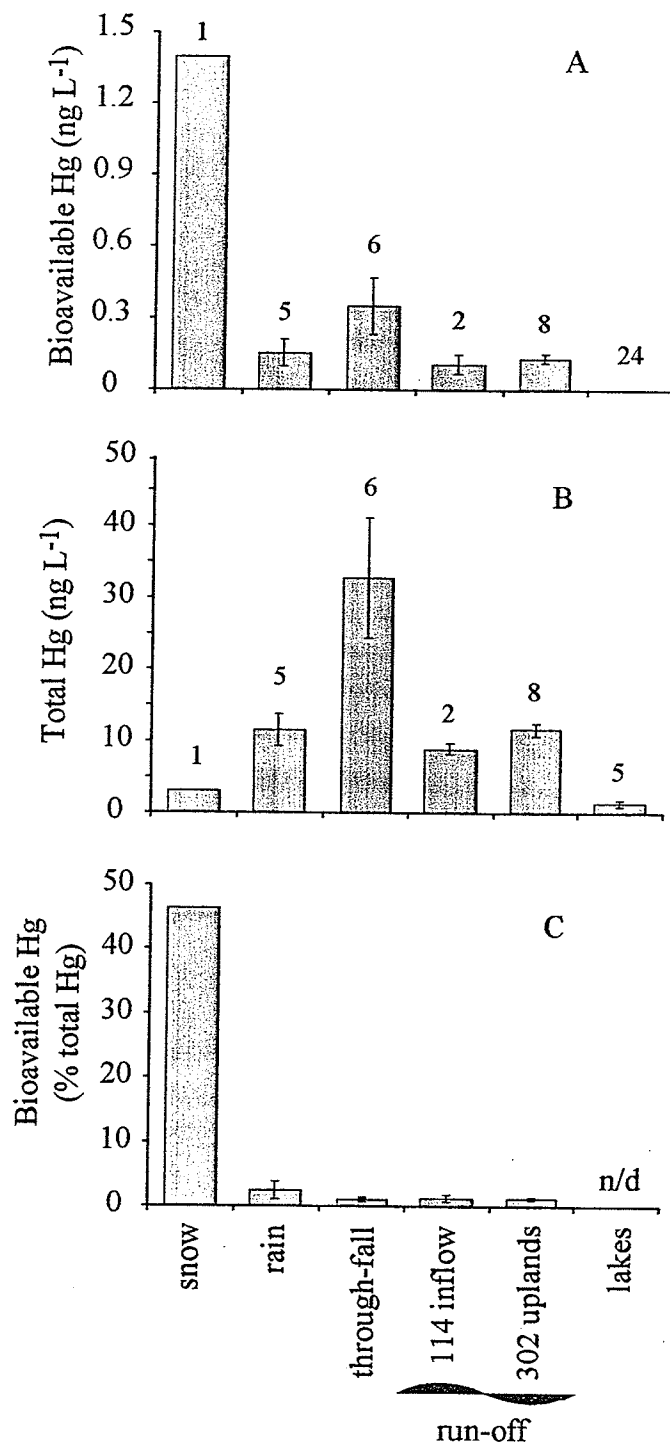 Bioavailable Hg (ng L-1)
1.5
1.2
0.9
0.6
0.3
0
1
5
6
2
8
24
A
Total Hg (ng L-1)
50
40
30
20
10
0
1
5
6
2
8
5
B
Bioavailable Hg
(% total Hg)
50
40
30
20
10
0
n/d
C
snow
rain
through-fall
114 inflow
302 uplands
lakes
run-off